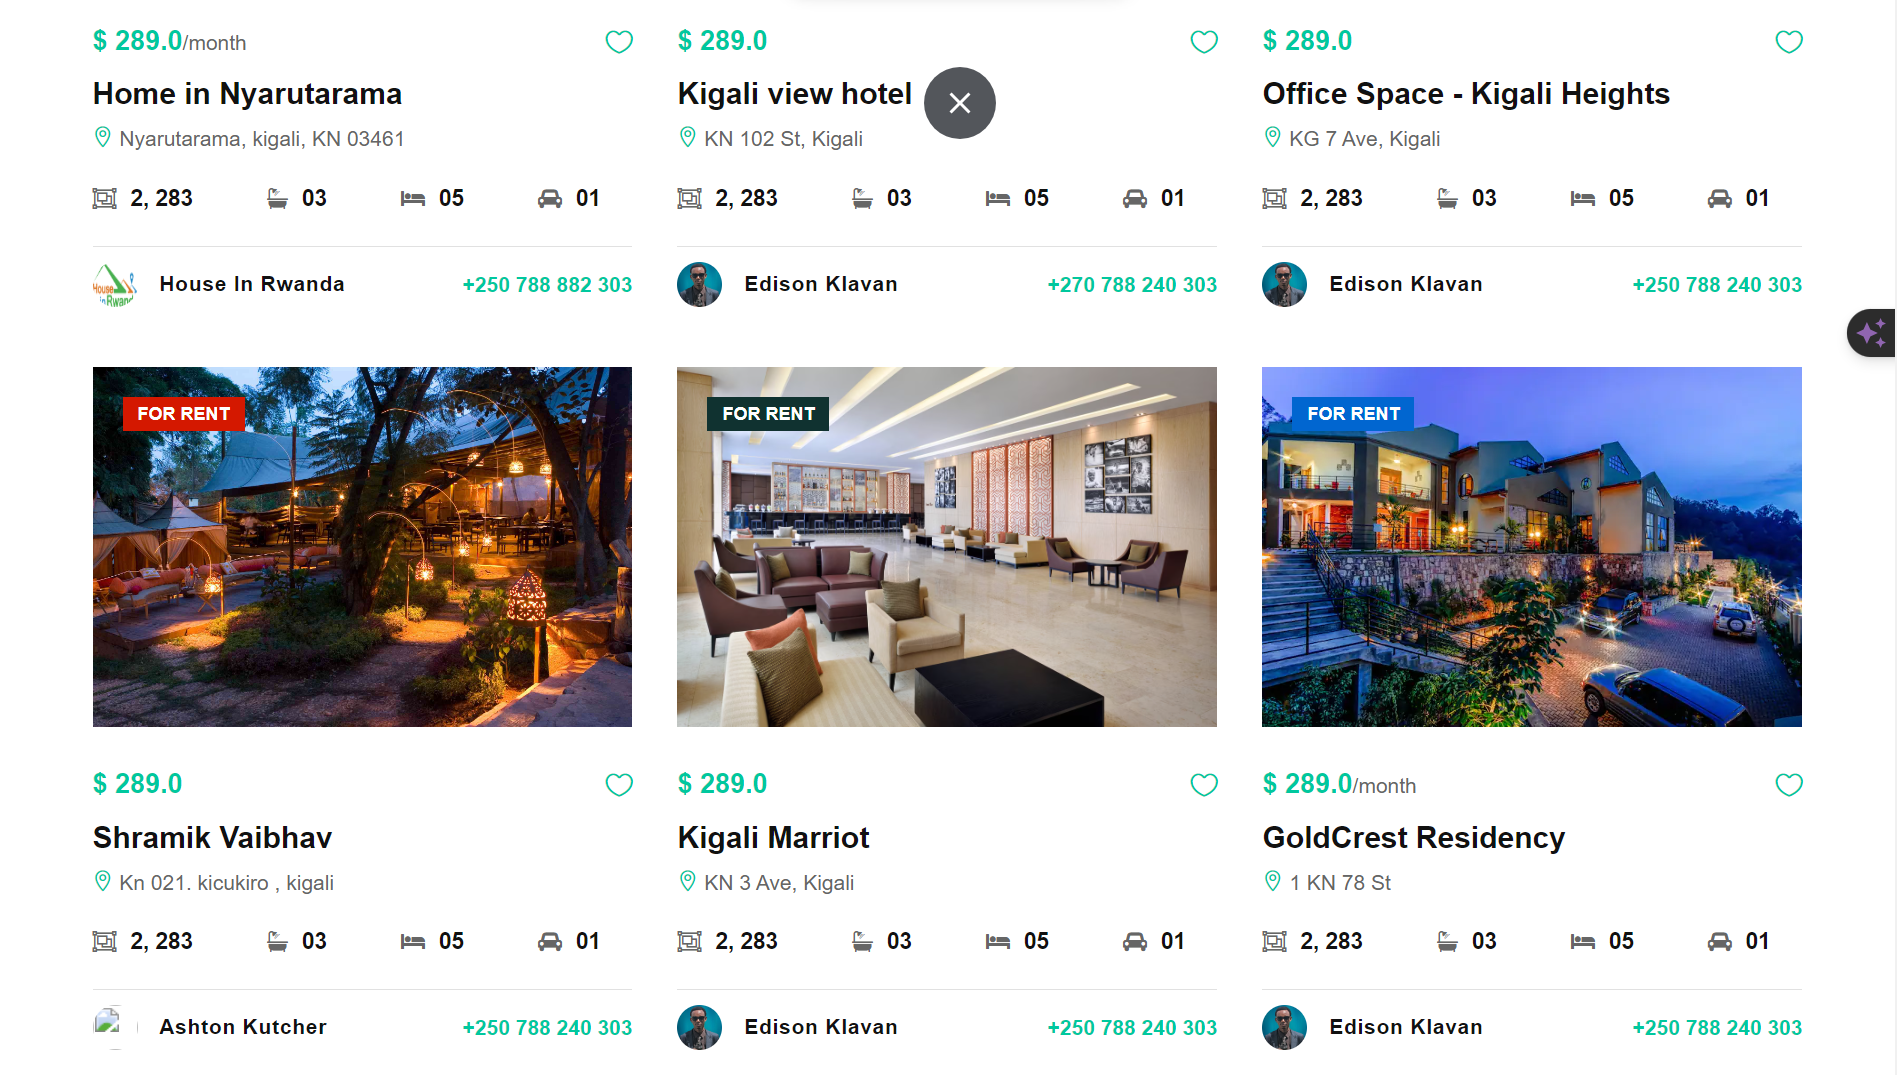 $ 289.0/month
Home in Nyarutarama
Nyarutarama, kigali, KN 03461
2, 283 03 05 01
House In Rwanda +250 788 882 303
$ 289.0
Kigali view hotel
KN 102 St, Kigali
2, 283 03 05 01
Edison Klavan +270 788 240 303
$ 289.0
Office Space - Kigali Heights
KG 7 Ave, Kigali
2, 283 03 05 01
Edison Klavan +250 788 240 303
FOR RENT
$ 289.0
Shramik Vaibhav
Kn 021. kicukiro , kigali
2, 283 03 05 01
Ashton Kutcher +250 788 240 303
FOR RENT
$ 289.0
Kigali Marriot
KN 3 Ave, Kigali
2, 283 03 05 01
Edison Klavan +250 788 240 303
FOR RENT
$ 289.0/month
GoldCrest Residency
1 KN 78 St
2, 283 03 05 01
Edison Klavan +250 788 240 303